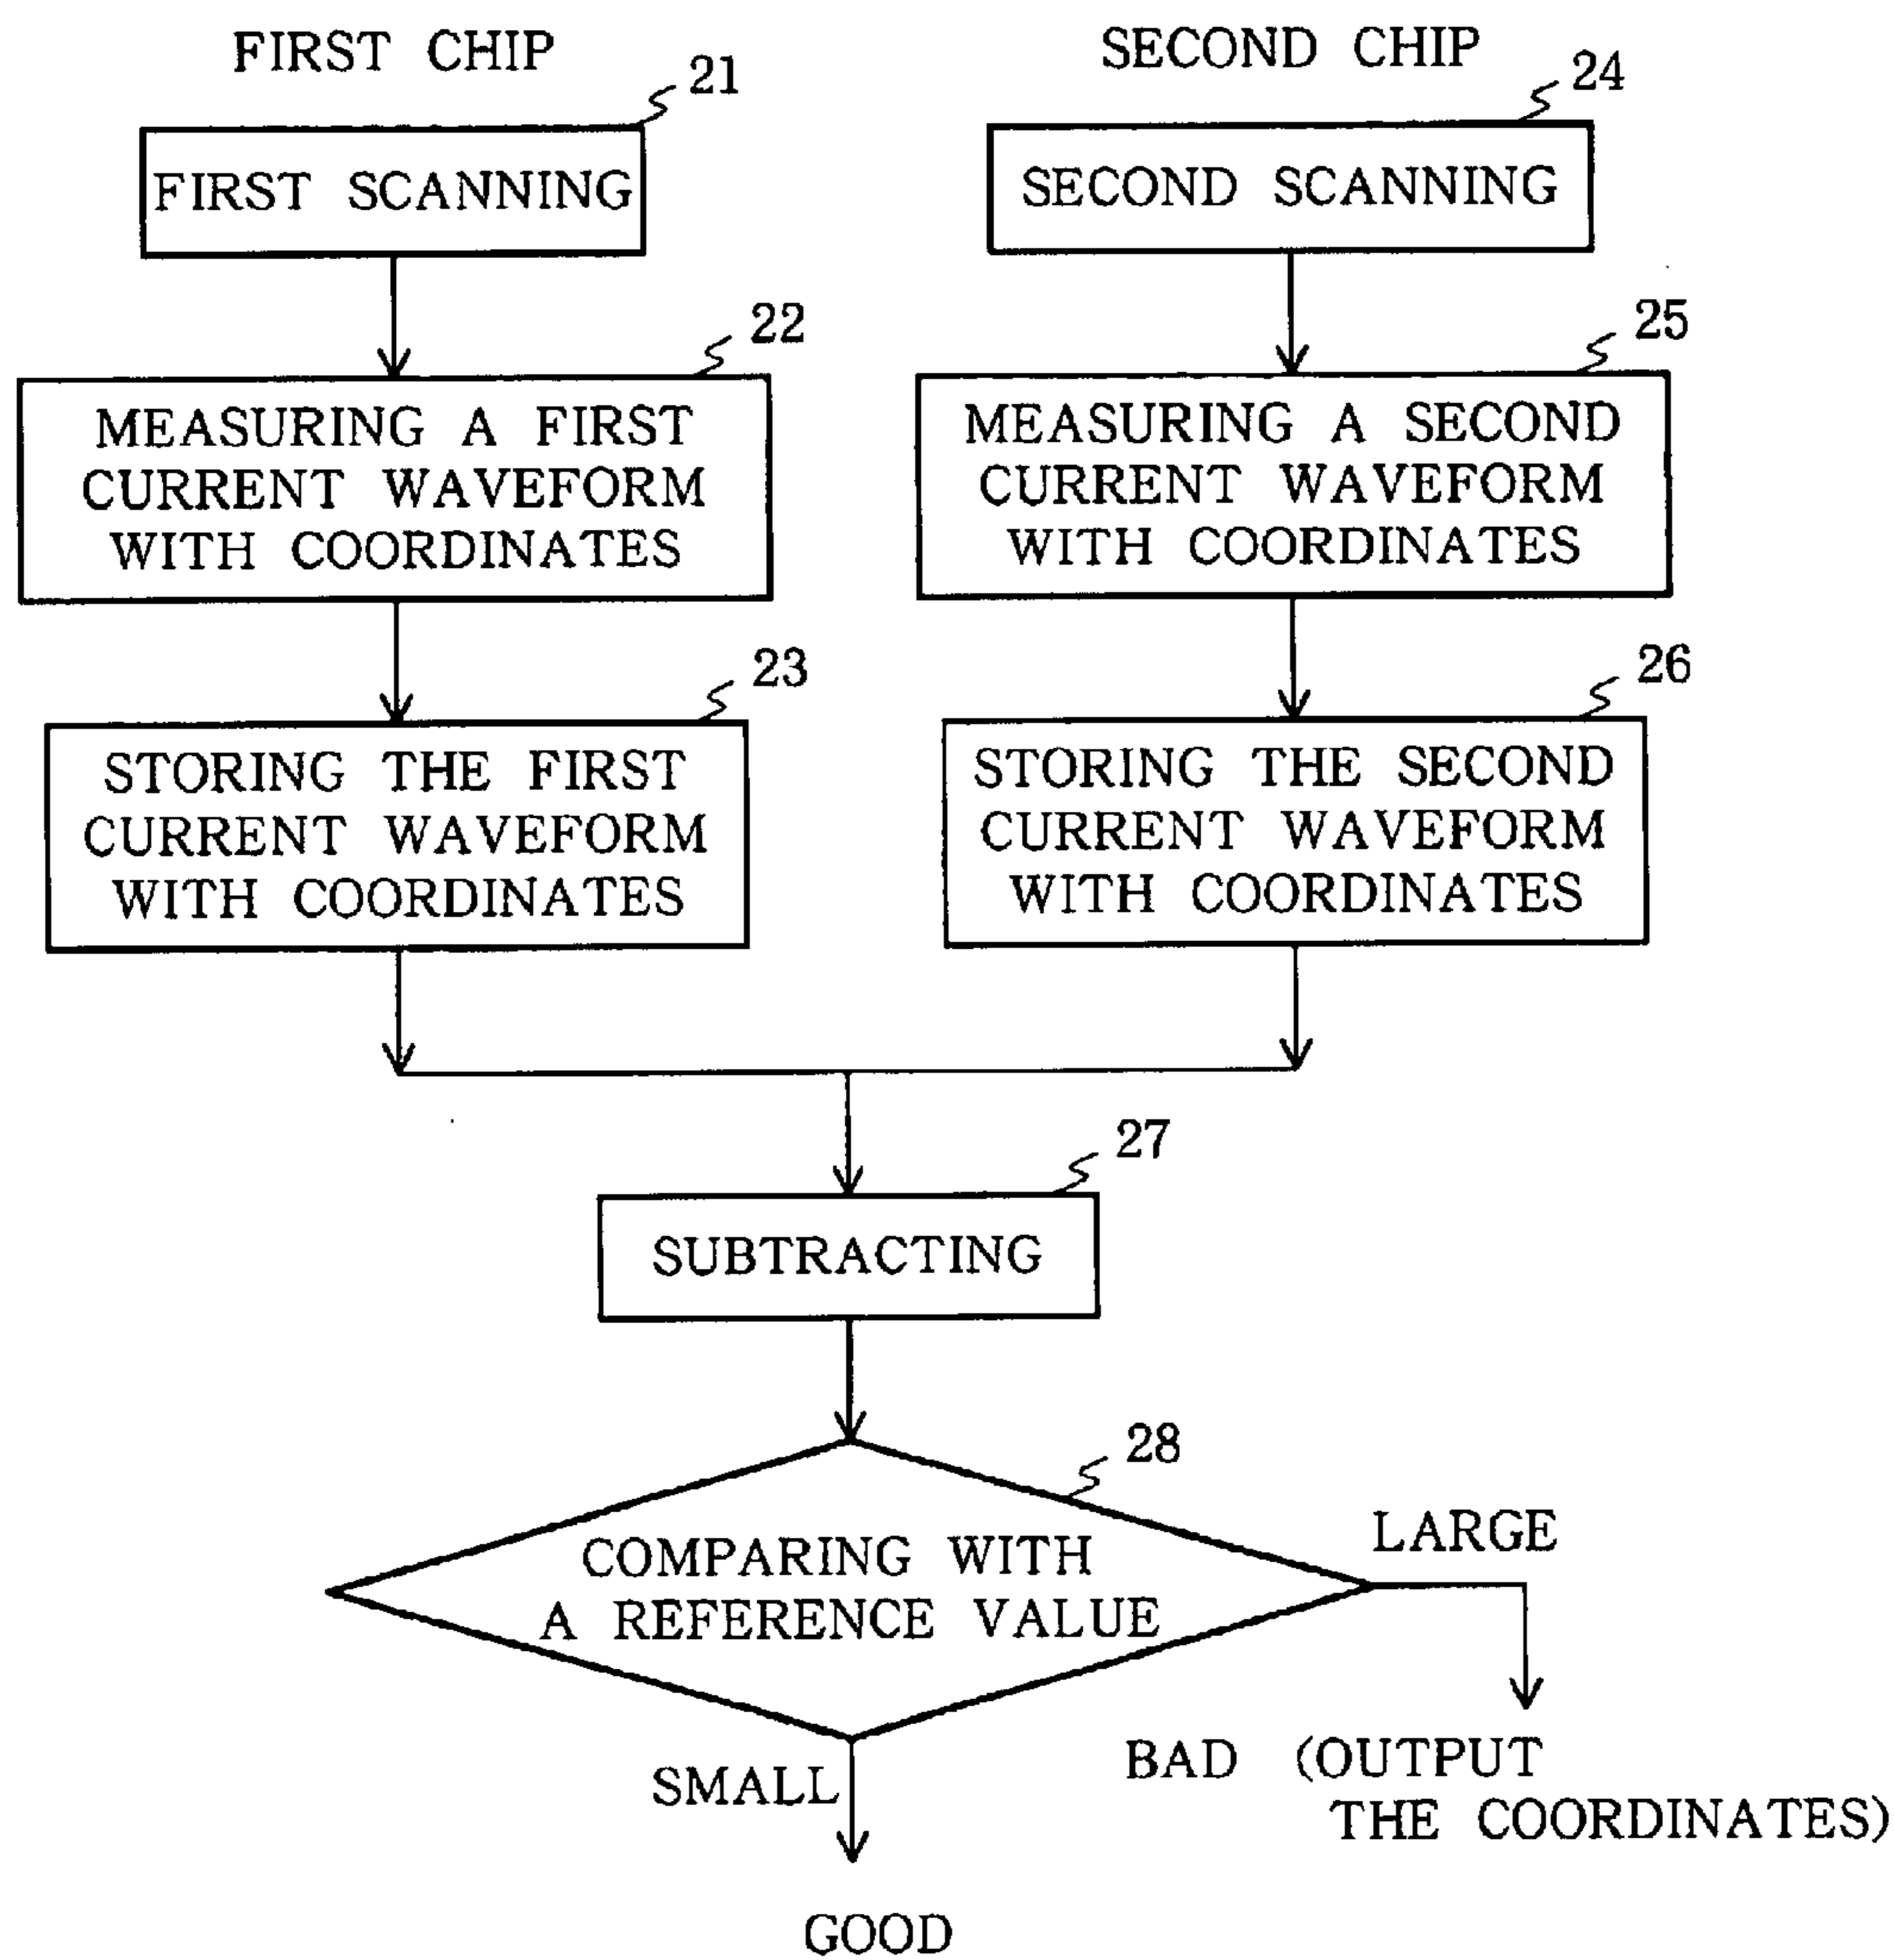 FIRST CHIP
21
FIRST SCANNING
22
MEASURING A FIRST
CURRENT WAVEFORM
WITH COORDINATES
23
STORING THE FIRST
CURRENT WAVEFORM
WITH COORDINATES
SECOND CHIP
24
SECOND SCANNING
25
MEASURING A SECOND
CURRENT WAVEFORM
WITH COORDINATES
26
STORING THE SECOND
CURRENT WAVEFORM
WITH COORDINATES
27
SUBTRACTING
28
COMPARING WITH
A REFERENCE VALUE
LARGE
BAD (OUTPUT
THE COORDINATES)
SMALL
GOOD